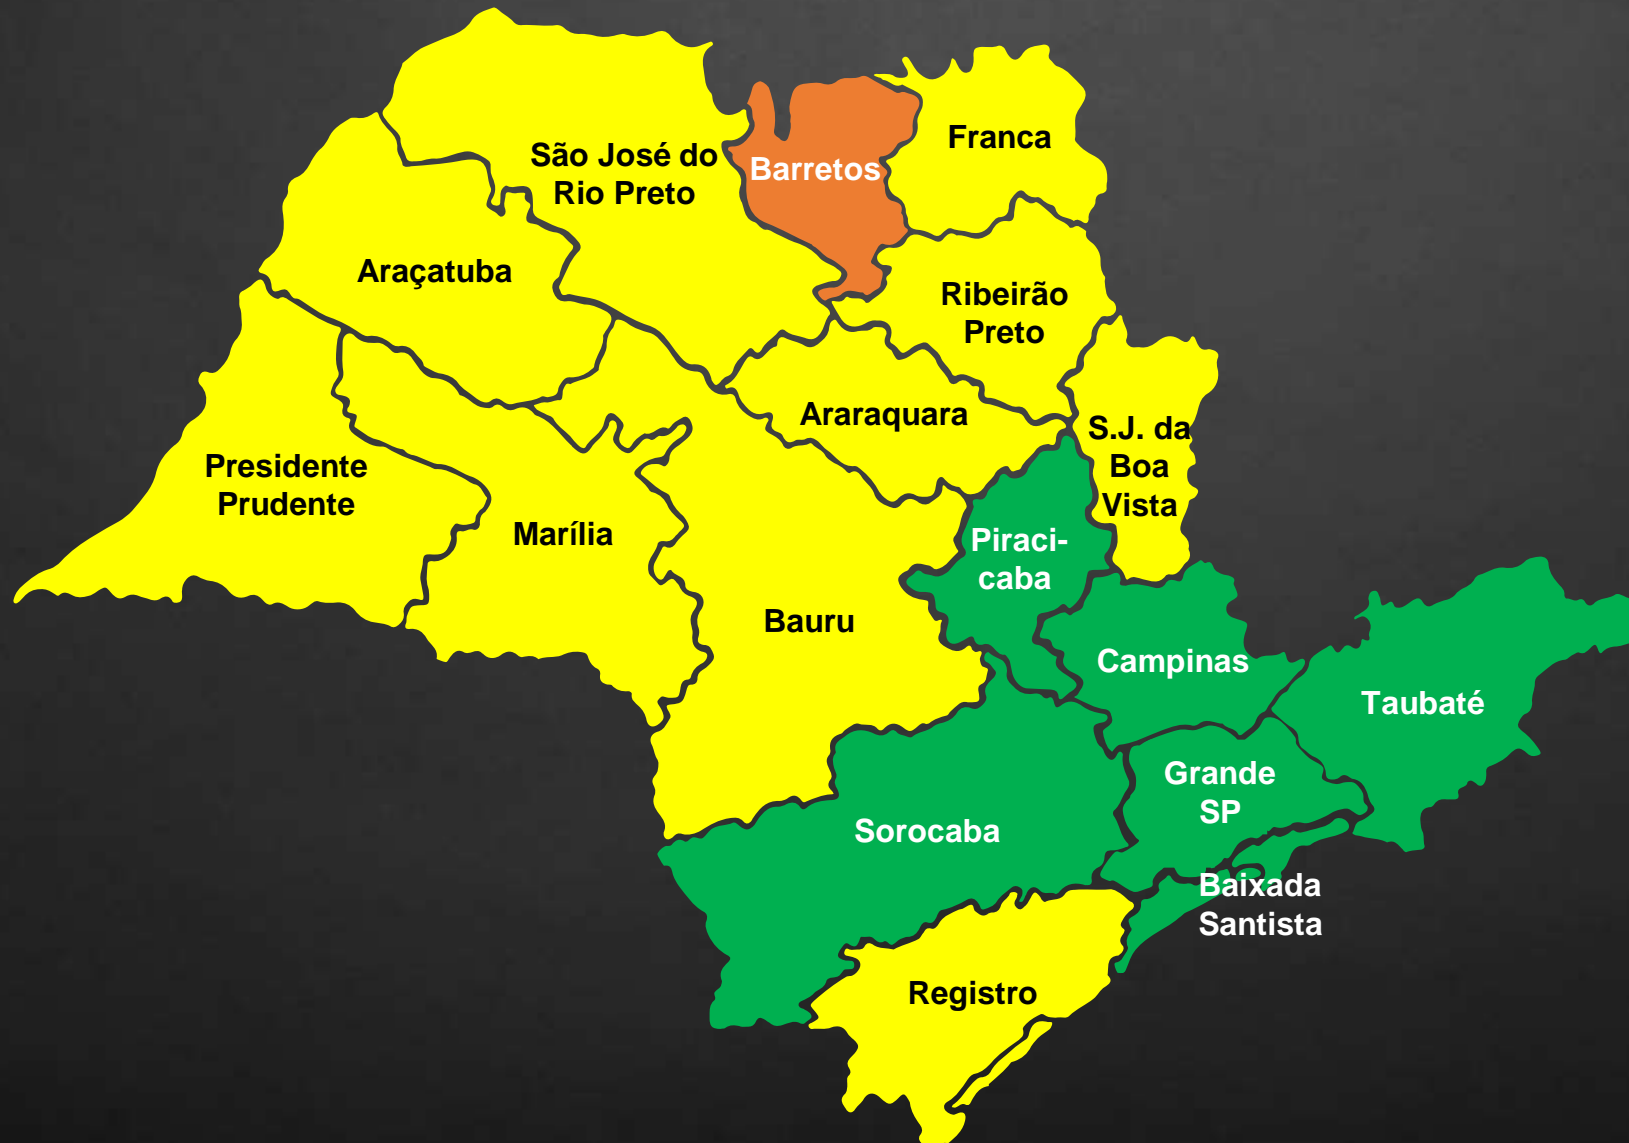 Franca
São José do
Rio Preto
Barretos
Araçatuba
Ribeirão
Preto
Araraquara
S.J. da
Boa
Vista
Presidente
Prudente
Marília
Piraci-
caba
Bauru
Campinas
Taubaté
Grande
SP
Sorocaba
Baixada
Santista
Registro